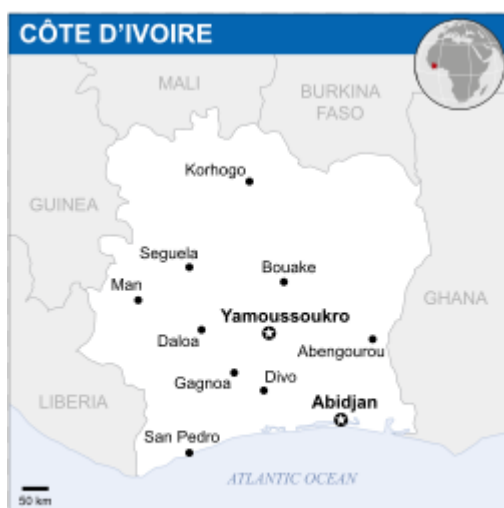 CÔTE D'IVOIRE
MALI
BURKINA
FASO
Korhogo
GUINEA
Seguela
Bouake
Man
GHANA
Yamoussoukro
Daloa
Abengourou
Gagnoa
Divo
LIBERIA
Abidjan
San Pedro
ATLANTIC OCEAN
50 km